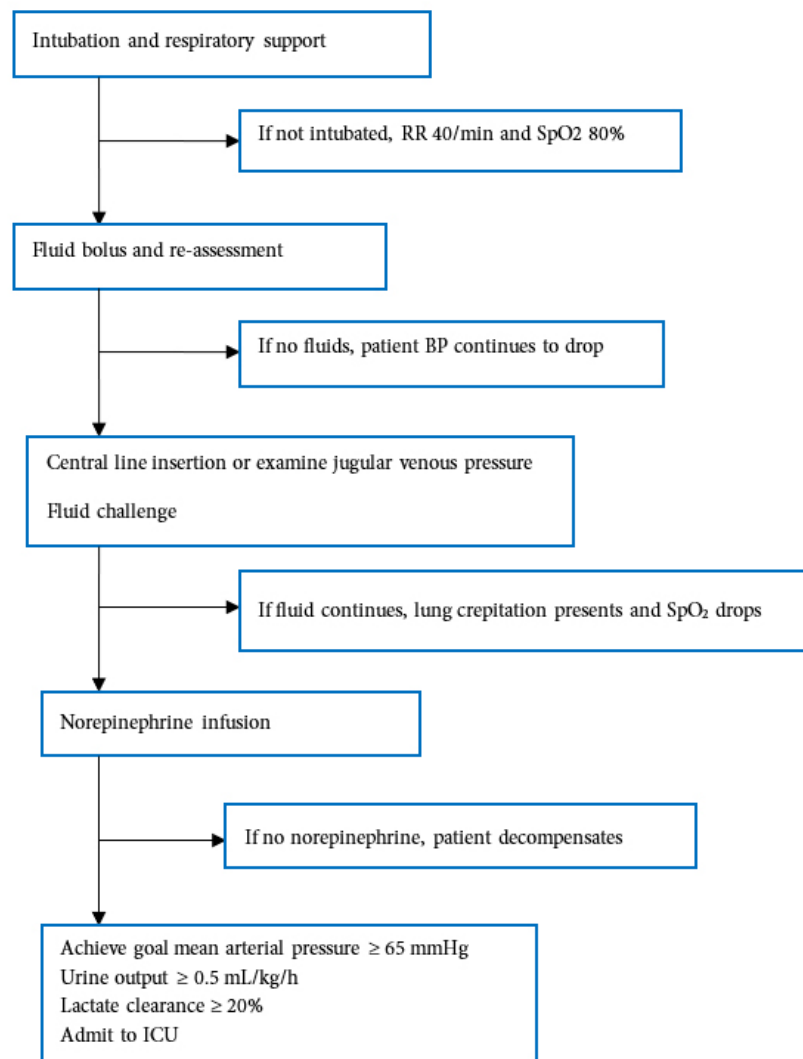 Intubation and respiratory support
If not intubated, RR 40/min and SpO2 80%
Fluid bolus and re-assessment
If no fluids, patient BP continues to drop
Central line insertion or examine jugular venous pressure
Fluid challenge
If fluid continues, lung crepitation presents and SpO₂ drops
Norepinephrine infusion
If no norepinephrine, patient decompensates
Achieve goal mean arterial pressure ≥ 65 mmHg
Urine output ≥ 0.5 mL/kg/h
Lactate clearance ≥ 20%
Admit to ICU